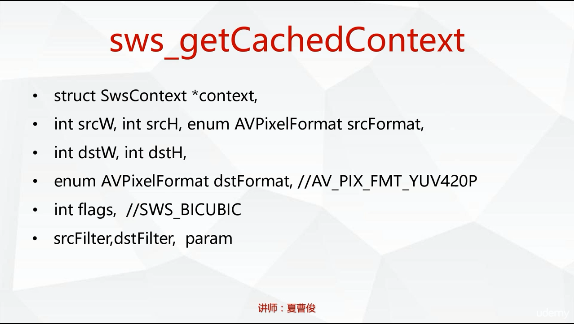 sws_getCachedContext
• struct SwsContext *context,
• int srcW, int srcH, enum AVPixelFormat srcFormat,
• int dstW, int dstH,
• enum AVPixelFormat dstFormat, //AV_PIX_FMT_YUV420P
• int flags, //SWS_BICUBIC
• srcFilter,dstFilter, param
讲师：夏曹俊